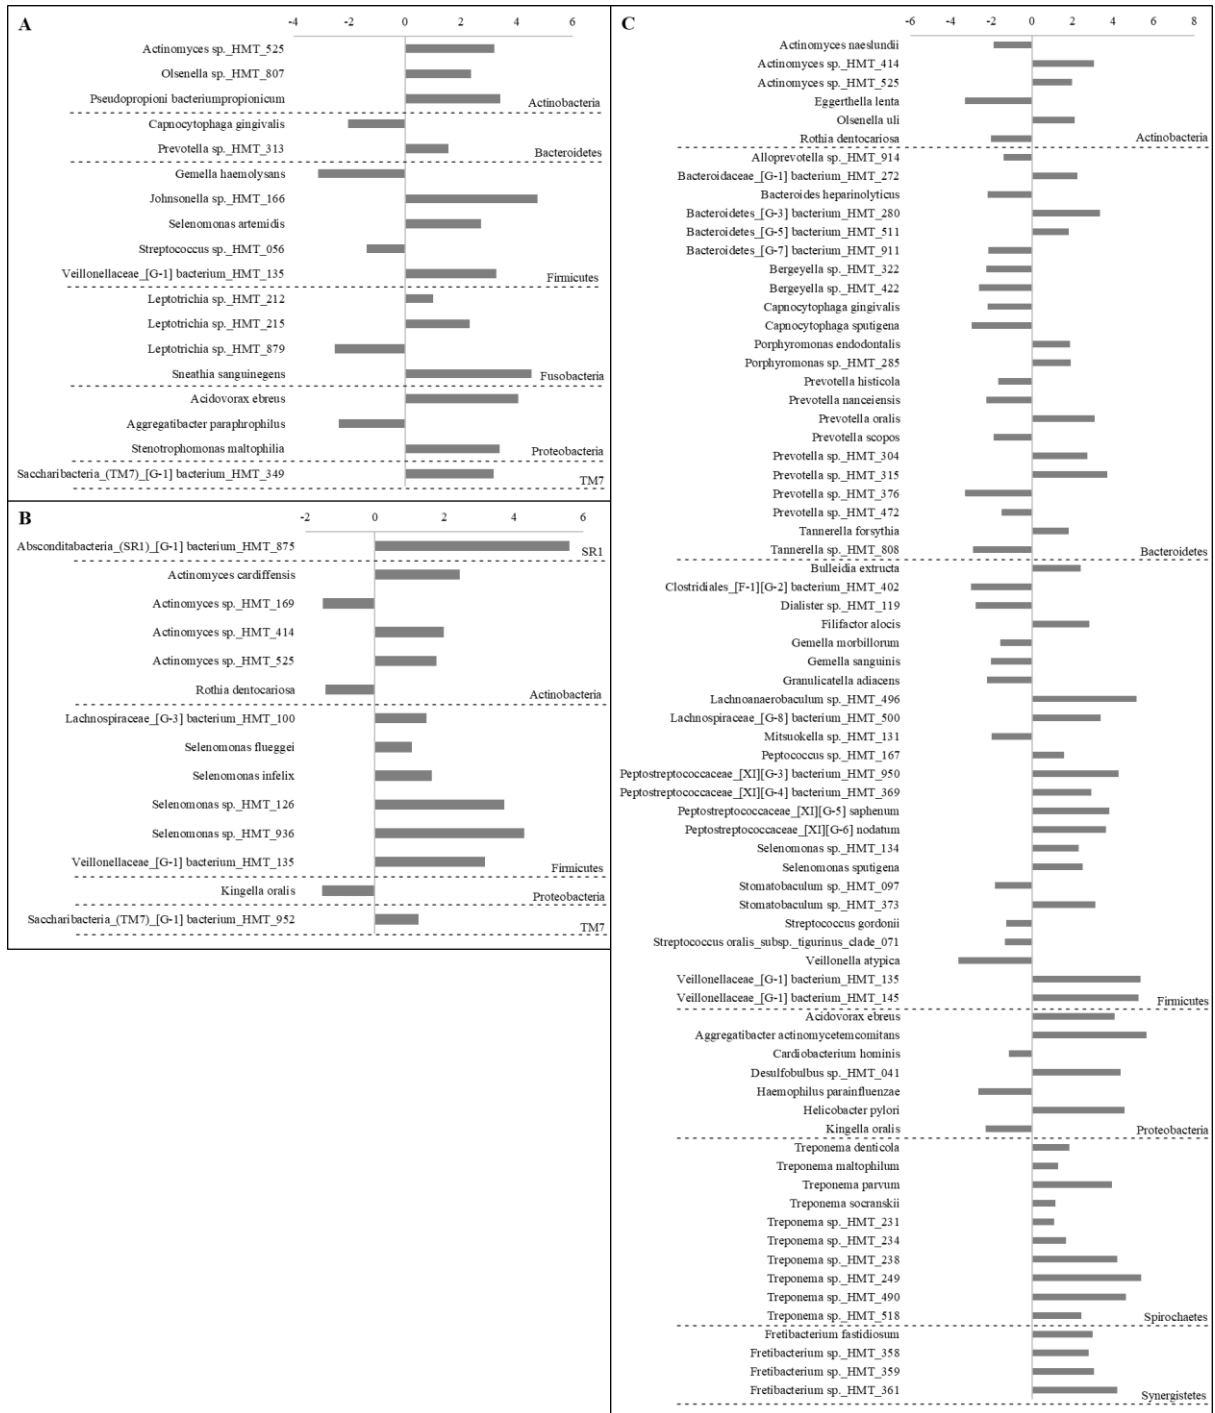 A
-4 -2 0 2 4 6
Actinomyces sp._HMT_525
Olsenella sp._HMT_807
Pseudopropioni bacteriumpropionicum
Actinobacteria
Capnocytophaga gingivalis
Prevotella sp._HMT_313
Bacteroidetes
Gemella haemolysans
Johnsonella sp._HMT_166
Selenomonas artemidis
Streptococcus sp._HMT_056
Veillonellaceae_[G-1] bacterium_HMT_135
Firmicutes
Leptotrichia sp._HMT_212
Leptotrichia sp._HMT_215
Leptotrichia sp._HMT_879
Sneathia sanguinegens
Fusobacteria
Acidovorax ebreus
Aggregatibacter paraphrophilus
Stenotrophomonas maltophilia
Proteobacteria
Saccharibacteria_(TM7)_[G-1] bacterium_HMT_349
TM7
B
-2 0 2 4 6
Absconditabacteria_(SR1)_[G-1] bacterium_HMT_875
SR1
Actinomyces cardiffensis
Actinomyces sp._HMT_169
Actinomyces sp._HMT_414
Actinomyces sp._HMT_525
Rothia dentocariosa
Actinobacteria
Lachnospiraceae_[G-3] bacterium_HMT_100
Selenomonas flueggei
Selenomonas infelix
Selenomonas sp._HMT_126
Selenomonas sp._HMT_936
Veillonellaceae_[G-1] bacterium_HMT_135
Firmicutes
Kingella oralis
Proteobacteria
Saccharibacteria_(TM7)_[G-1] bacterium_HMT_952
TM7
C
-6 -4 -2 0 2 4 6 8
Actinomyces naeslundii
Actinomyces sp._HMT_414
Actinomyces sp._HMT_525
Eggerthella lenta
Olsenella uli
Rothia dentocariosa
Actinobacteria
Alloprevotella sp._HMT_914
Bacteroidaceae_[G-1] bacterium_HMT_272
Bacteroides heparinolyticus
Bacteroidetes_[G-3] bacterium_HMT_280
Bacteroidetes_[G-5] bacterium_HMT_511
Bacteroidetes_[G-7] bacterium_HMT_911
Bergeyella sp._HMT_322
Bergeyella sp._HMT_422
Capnocytophaga gingivalis
Capnocytophaga sputigena
Porphyromonas endodontalis
Porphyromonas sp._HMT_285
Prevotella histicola
Prevotella nanceiensis
Prevotella oralis
Prevotella scopos
Prevotella sp._HMT_304
Prevotella sp._HMT_315
Prevotella sp._HMT_376
Prevotella sp._HMT_472
Tannerella forsythia
Tannerella sp._HMT_808
Bacteroidetes
Bulleidia extructa
Clostridiales_[F-1][G-2] bacterium_HMT_402
Dialister sp._HMT_119
Filifactor alocis
Gemella morbillorum
Gemella sanguinis
Granulicatella adiacens
Lachnoanaerobaculum sp._HMT_496
Lachnospiraceae_[G-8] bacterium_HMT_500
Mitsuokella sp._HMT_131
Peptococcus sp._HMT_167
Peptostreptococcaceae_[XI][G-3] bacterium_HMT_950
Peptostreptococcaceae_[XI][G-4] bacterium_HMT_369
Peptostreptococcaceae_[XI][G-5] saphenum
Peptostreptococcaceae_[XI][G-6] nodatum
Selenomonas sp._HMT_134
Selenomonas sputigena
Stomatobaculum sp._HMT_097
Stomatobaculum sp._HMT_373
Streptococcus gordonii
Streptococcus oralis_subsp._tigurinus_clade_071
Veillonella atypica
Veillonellaceae_[G-1] bacterium_HMT_135
Veillonellaceae_[G-1] bacterium_HMT_145
Firmicutes
Acidovorax ebreus
Aggregatibacter actinomycetemcomitans
Cardiobacterium hominis
Desulfobulbus sp._HMT_041
Haemophilus parainfluenzae
Helicobacter pylori
Kingella oralis
Proteobacteria
Treponema denticola
Treponema maltophilum
Treponema parvum
Treponema socranskii
Treponema sp._HMT_231
Treponema sp._HMT_234
Treponema sp._HMT_238
Treponema sp._HMT_249
Treponema sp._HMT_490
Treponema sp._HMT_518
Spirochaetes
Fretibacterium fastidiosum
Fretibacterium sp._HMT_358
Fretibacterium sp._HMT_359
Fretibacterium sp._HMT_361
Synergistetes